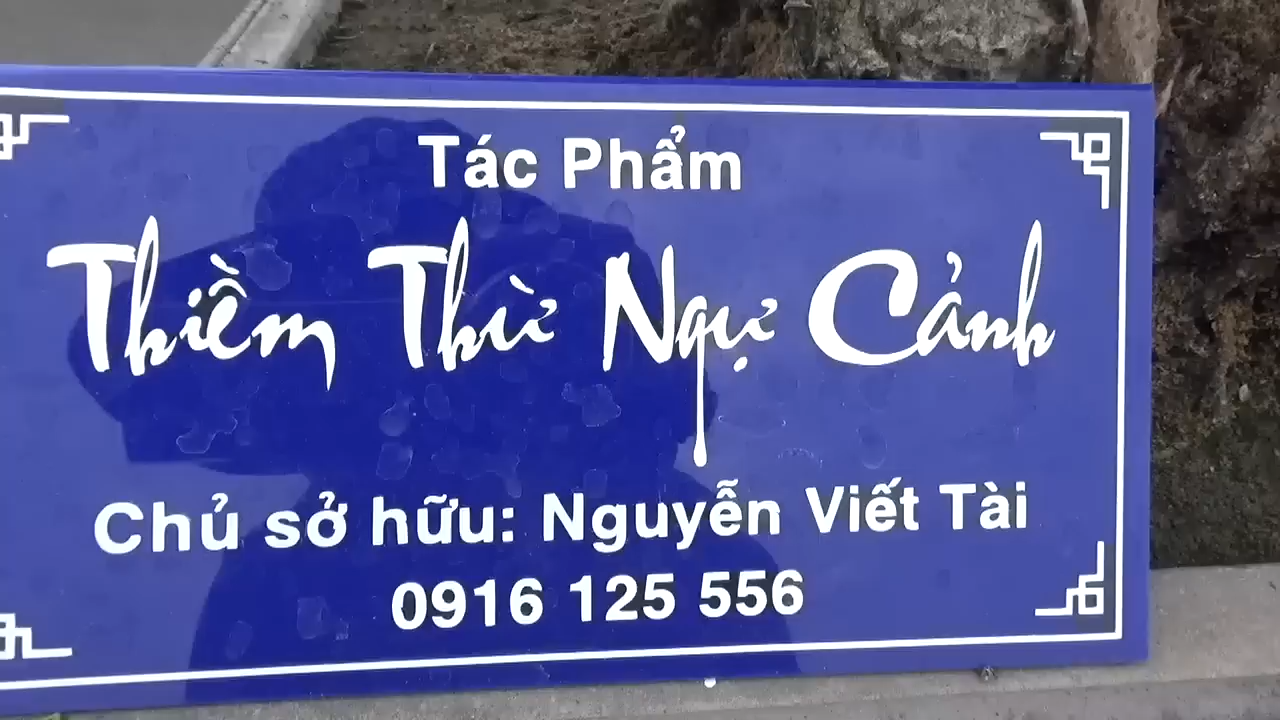 Tác Phẩm
Thiềm Thừ Ngự Cảnh
Chủ sở hữu: Nguyễn Viết Tài
0916 125 556